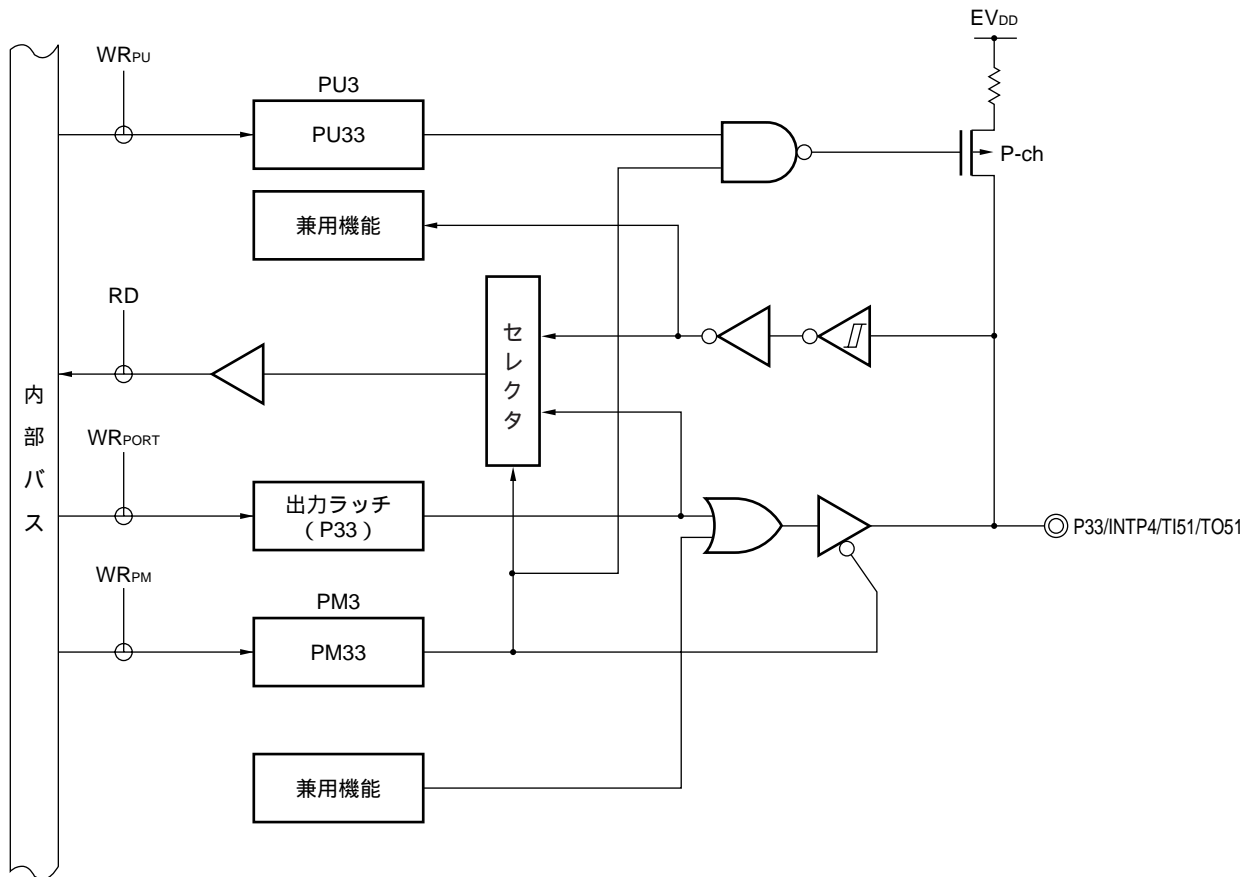 EVDD
WRPU
PU3
PU33
P-ch
兼用機能
RD
セレクタ
内部バス
WRPORT
出力ラッチ
(P33)
P33/INTP4/TI51/TO51
WRPM
PM3
PM33
兼用機能